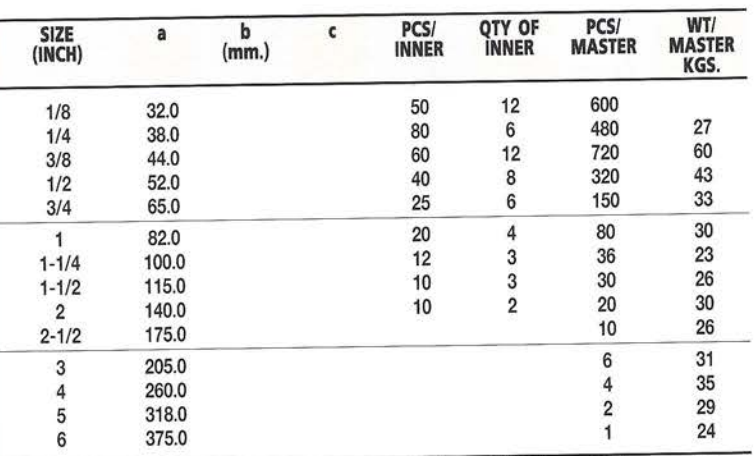 SIZE (INCH) a b (mm.) c PCS/ INNER QTY OF INNER PCS/ MASTER WT/ MASTER KGS.
1/8 32.0 50 12 600
1/4 38.0 80 6 480 27
3/8 44.0 60 12 720 60
1/2 52.0 40 8 320 43
3/4 65.0 25 6 150 33
1 82.0 20 4 80 30
1-1/4 100.0 12 3 36 23
1-1/2 115.0 10 3 30 26
2 140.0 10 2 20 30
2-1/2 175.0 10 26
3 205.0 6 31
4 260.0 4 35
5 318.0 2 29
6 375.0 1 24